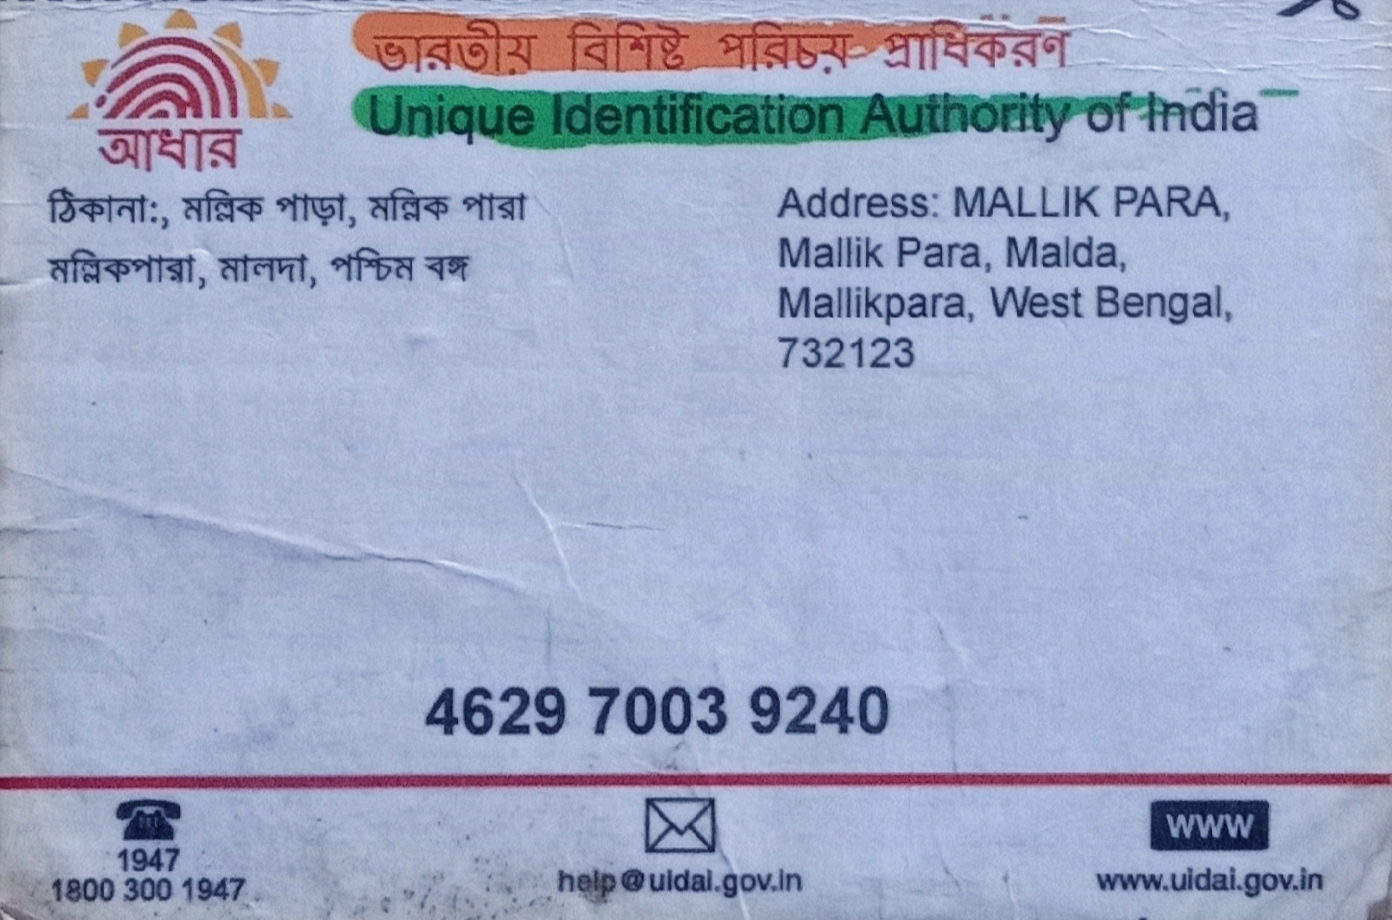 ভারতীয় বিশিষ্ট পরিচয় প্রাধিকরণ
Unique Identification Authority of India
আধার
ঠিকানা:, মল্লিক পাড়া, মল্লিক পারা
মল্লিকপারা, মালদা, পশ্চিম বঙ্গ
Address: MALLIK PARA,
Mallik Para, Malda,
Mallikpara, West Bengal,
732123
4629 7003 9240
1947
1800 300 1947
help@uidai.gov.in
www
www.uidai.gov.in